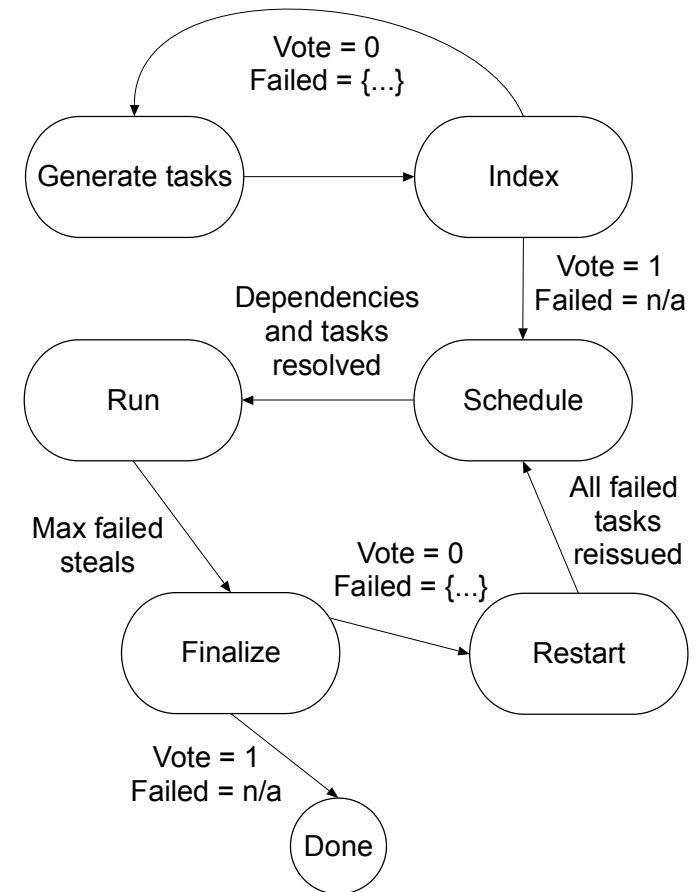 Vote = 0
Failed = {...}
Generate tasks
Index
Vote = 1
Failed = n/a
Dependencies
and tasks
resolved
Run
Schedule
All failed
tasks
reissued
Max failed
steals
Vote = 0
Failed = {...}
Finalize
Restart
Vote = 1
Failed = n/a
Done